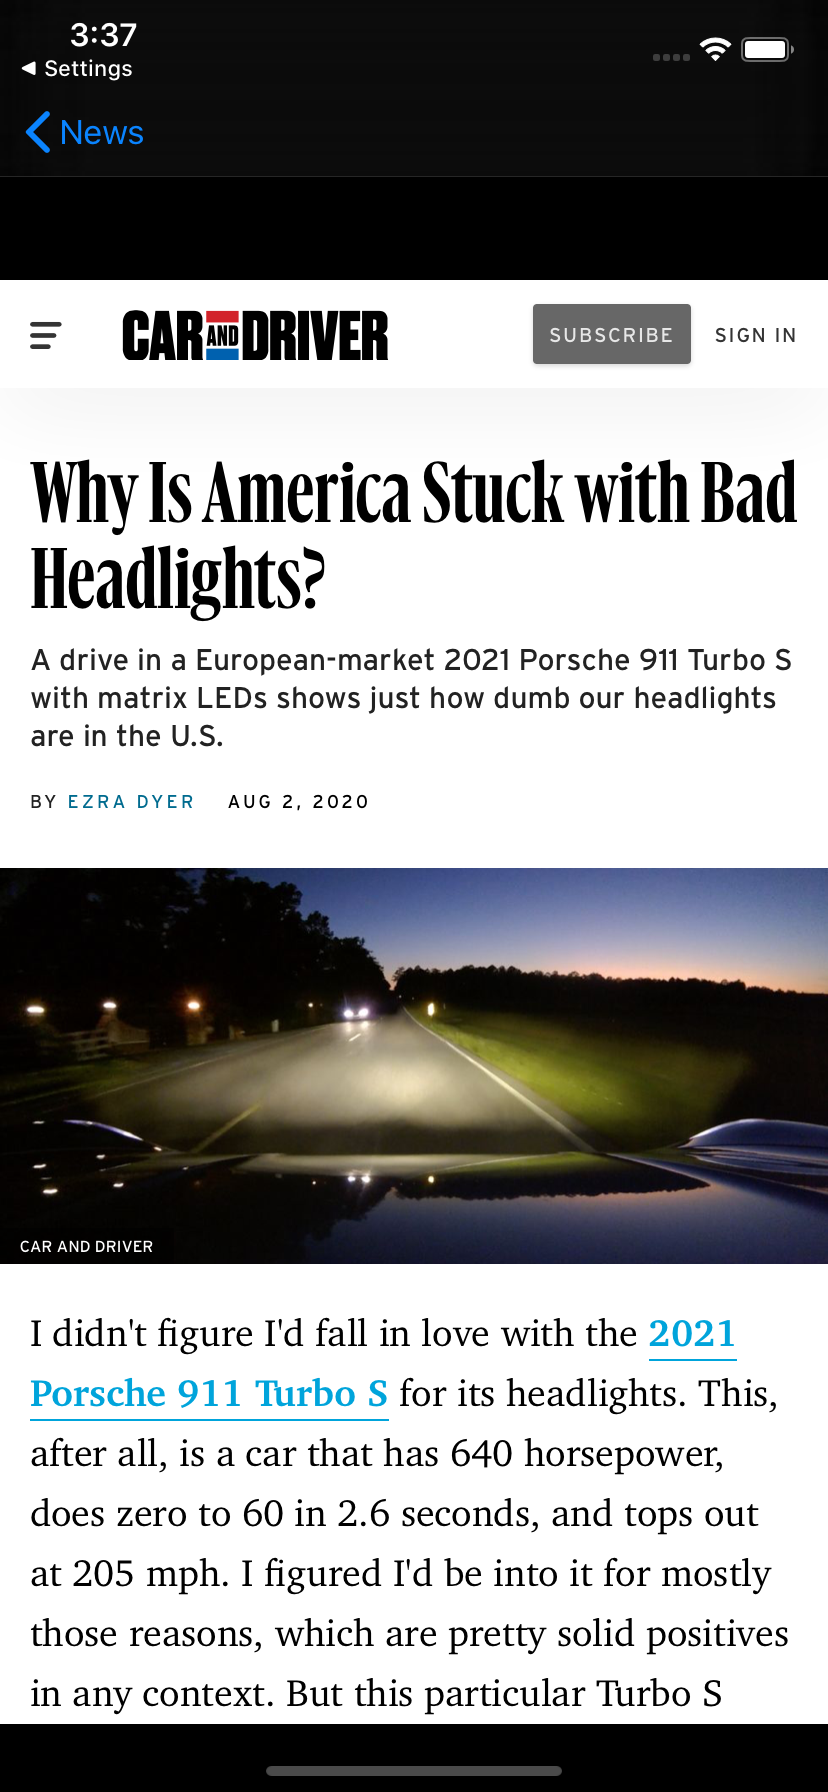 3:37
Settings
News
CAR AND DRIVER
SUBSCRIBE
SIGN IN
Why Is America Stuck with Bad
Headlights?
A drive in a European-market 2021 Porsche 911 Turbo S
with matrix LEDs shows just how dumb our headlights
are in the U.S.
BY EZRA DYER AUG 2, 2020
CAR AND DRIVER
I didn't figure I'd fall in love with the 2021
Porsche 911 Turbo S for its headlights. This,
after all, is a car that has 640 horsepower,
does zero to 60 in 2.6 seconds, and tops out
at 205 mph. I figured I'd be into it for mostly
those reasons, which are pretty solid positives
in any context. But this particular Turbo S